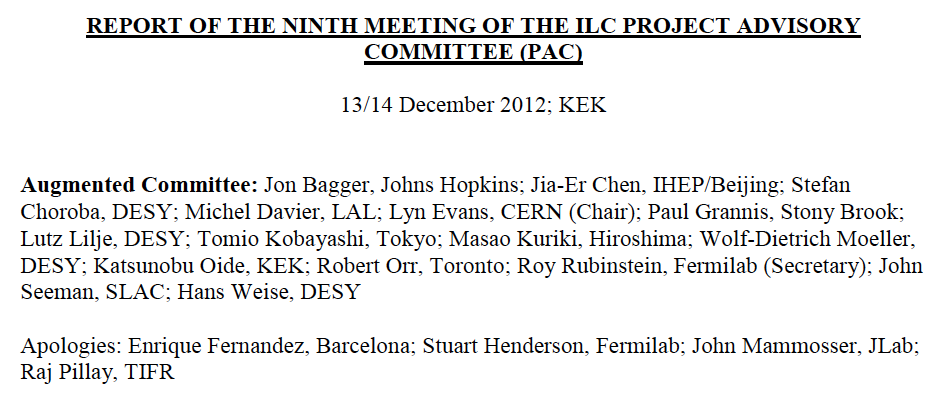 REPORT OF THE NINTH MEETING OF THE ILC PROJECT ADVISORY
COMMITTEE (PAC)
13/14 December 2012; KEK
Augmented Committee: Jon Bagger, Johns Hopkins; Jia-Er Chen, IHEP/Beijing; Stefan
Choroba, DESY; Michel Davier, LAL; Lyn Evans, CERN (Chair); Paul Grannis, Stony Brook;
Lutz Lilje, DESY; Tomio Kobayashi, Tokyo; Masao Kuriki, Hiroshima; Wolf-Dietrich Moeller,
DESY; Katsunobu Oide, KEK; Robert Orr, Toronto; Roy Rubinstein, Fermilab (Secretary); John
Seeman, SLAC; Hans Weise, DESY
Apologies: Enrique Fernandez, Barcelona; Stuart Henderson, Fermilab; John Mammosser, JLab;
Raj Pillay, TIFR